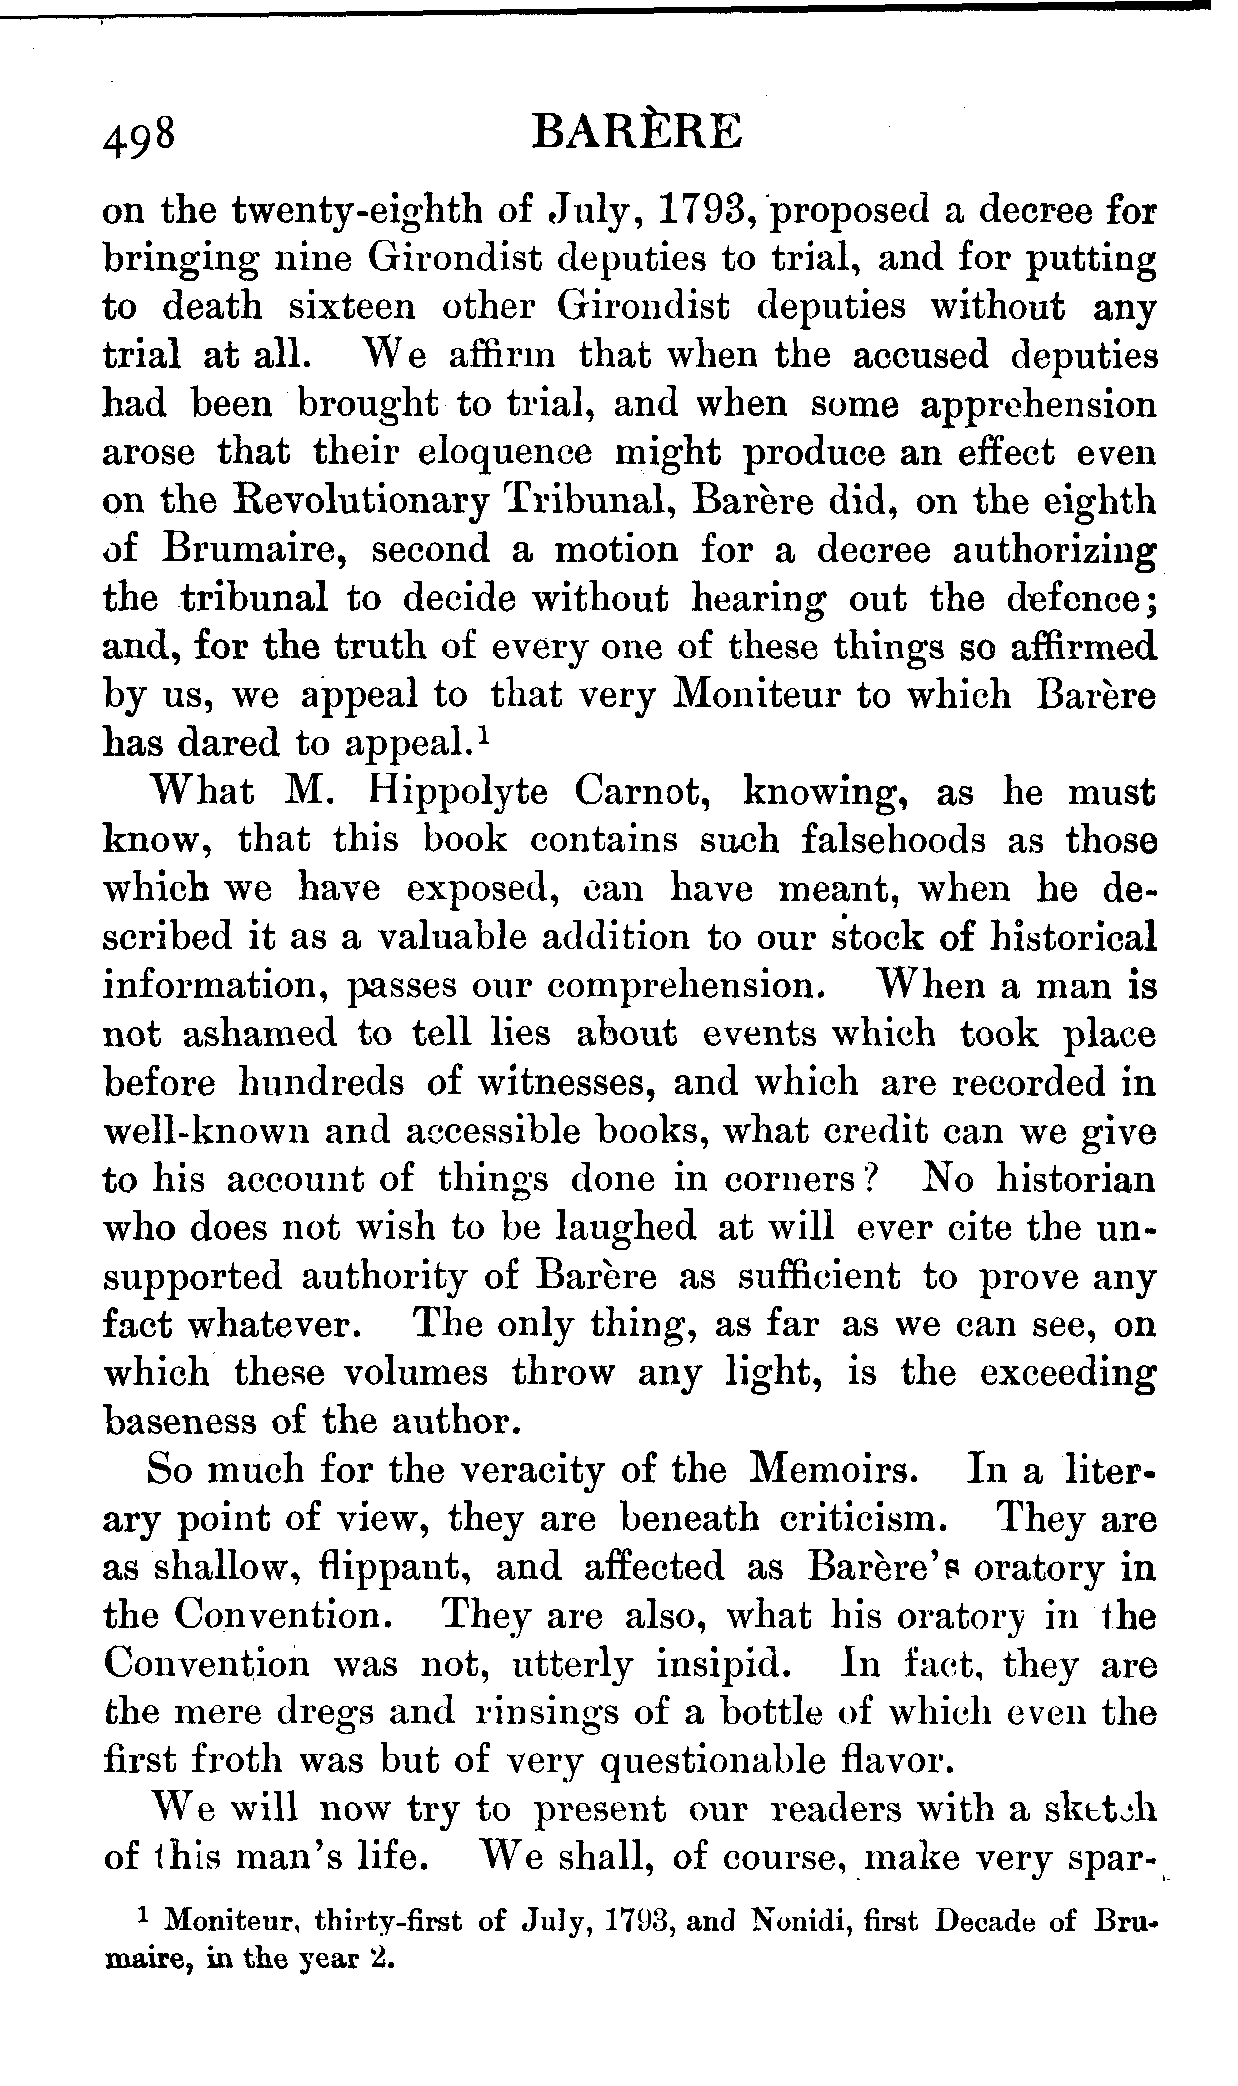 498 BARÈRE
on the twenty-eighth of July, 1793, proposed a decree for
bringing nine Girondist deputies to trial, and for putting
to death sixteen other Girondist deputies without any
trial at all. We affirm that when the accused deputies
had been brought to trial, and when some apprehension
arose that their eloquence might produce an effect even
on the Revolutionary Tribunal, Barère did, on the eighth
of Brumaire, second a motion for a decree authorizing
the tribunal to decide without hearing out the defence;
and, for the truth of every one of these things so affirmed
by us, we appeal to that very Moniteur to which Barère
has dared to appeal.¹
What M. Hippolyte Carnot, knowing, as he must
know, that this book contains such falsehoods as those
which we have exposed, can have meant, when he de-
scribed it as a valuable addition to our stock of historical
information, passes our comprehension. When a man is
not ashamed to tell lies about events which took place
before hundreds of witnesses, and which are recorded in
well-known and accessible books, what credit can we give
to his account of things done in corners? No historian
who does not wish to be laughed at will ever cite the un-
supported authority of Barère as sufficient to prove any
fact whatever. The only thing, as far as we can see, on
which these volumes throw any light, is the exceeding
baseness of the author.
So much for the veracity of the Memoirs. In a liter-
ary point of view, they are beneath criticism. They are
as shallow, flippant, and affected as Barère's oratory in
the Convention. They are also, what his oratory in the
Convention was not, utterly insipid. In fact, they are
the mere dregs and rinsings of a bottle of which even the
first froth was but of very questionable flavor.
We will now try to present our readers with a sketch
of this man's life. We shall, of course, make very spar-
¹ Moniteur, thirty-first of July, 1793, and Nonidi, first Decade of Bru-
maire, in the year 2.